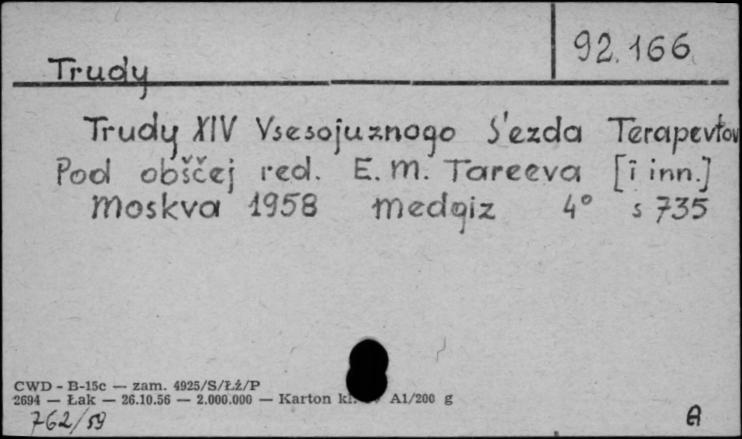 92.166
Trudy
Trudy XIV Vsesojuznogo S'ezda Terapevtov
Pod obščej red. E. M. Tareeva [i inn.]
Moskva 1958 Medgiz 4° s 735
CWD - B-15c — zam. 4925/S/Łź/P
2694 — Łak — 26.10.56 — 2.000.000 — Karton kl. A1/200 g
762/59
A